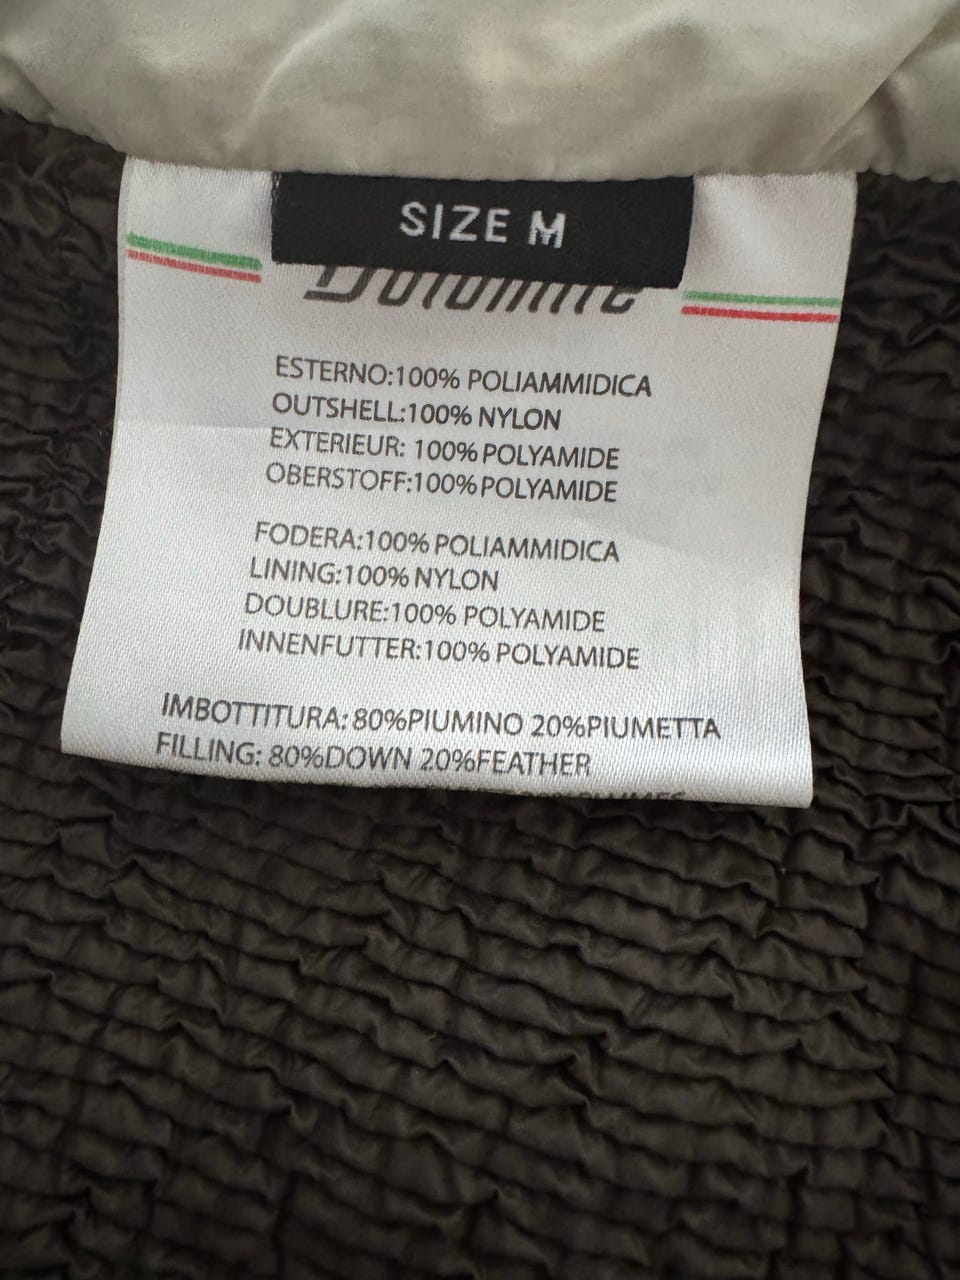 SIZE M
Dolomite
ESTERNO:100% POLIAMMIDICA
OUTSHELL:100% NYLON
EXTERIEUR: 100% POLYAMIDE
OBERSTOFF:100%POLYAMIDE
FODERA:100% POLIAMMIDICA
LINING:100% NYLON
DOUBLURE:100% POLYAMIDE
INNENFUTTER:100% POLYAMIDE
IMBOTTITURA: 80%PIUMINO 20%PIUMETTA
FILLING: 80%DOWN 20%FEATHER